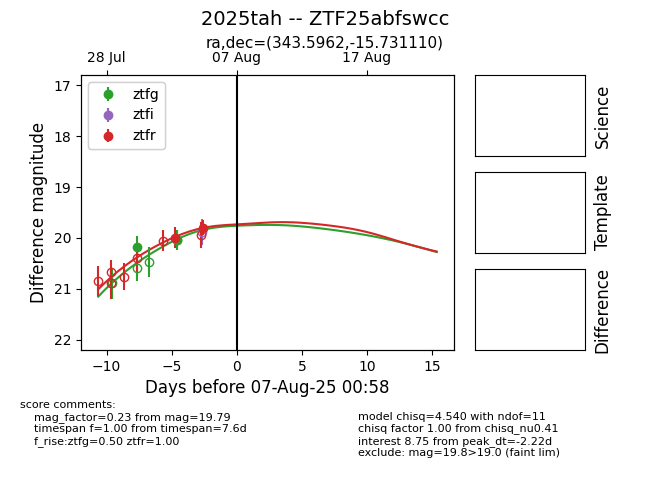 2025tah -- ZTF25abfswcc
ra,dec=(343.5962,-15.731110)
28 Jul
07 Aug
17 Aug
17
18
19
20
21
22
Difference magnitude
ztfg
ztfi
ztfr
−10
−5
0
5
10
15
Days before 07-Aug-25 00:58
Science
Template
Difference
score comments:
mag_factor=0.23 from mag=19.79
timespan f=1.00 from timespan=7.6d
f_rise:ztfg=0.50 ztfr=1.00
model chisq=4.540 with ndof=11
chisq factor 1.00 from chisq_nu0.41
interest 8.75 from peak_dt=-2.22d
exclude: mag=19.8>19.0 (faint lim)